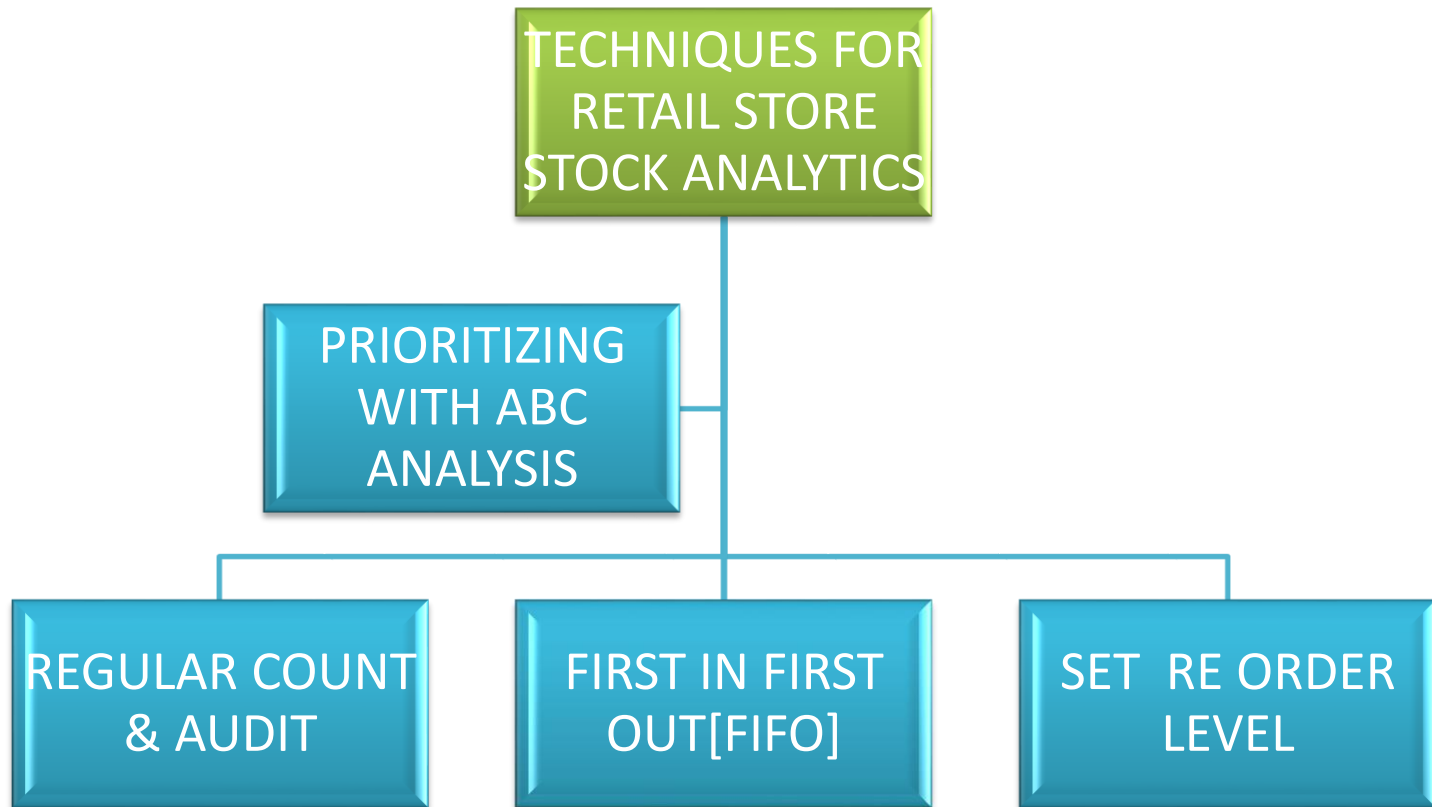 TECHNIQUES FOR
RETAIL STORE
STOCK ANALYTICS
PRIORITIZING
WITH ABC
ANALYSIS
REGULAR COUNT
& AUDIT
FIRST IN FIRST
OUT[FIFO]
SET  RE ORDER
LEVEL